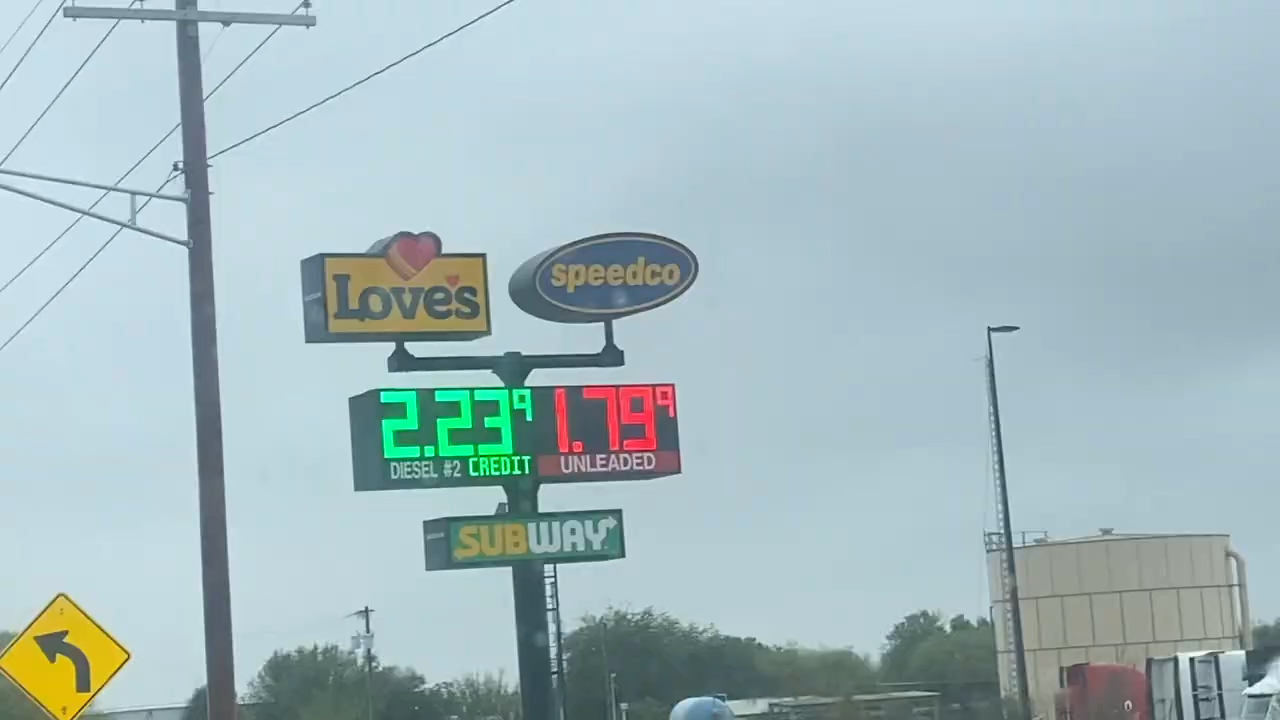 Love's
speedco
2.23⁹ 1.79⁹
DIESEL #2 CREDIT UNLEADED
SUBWAY